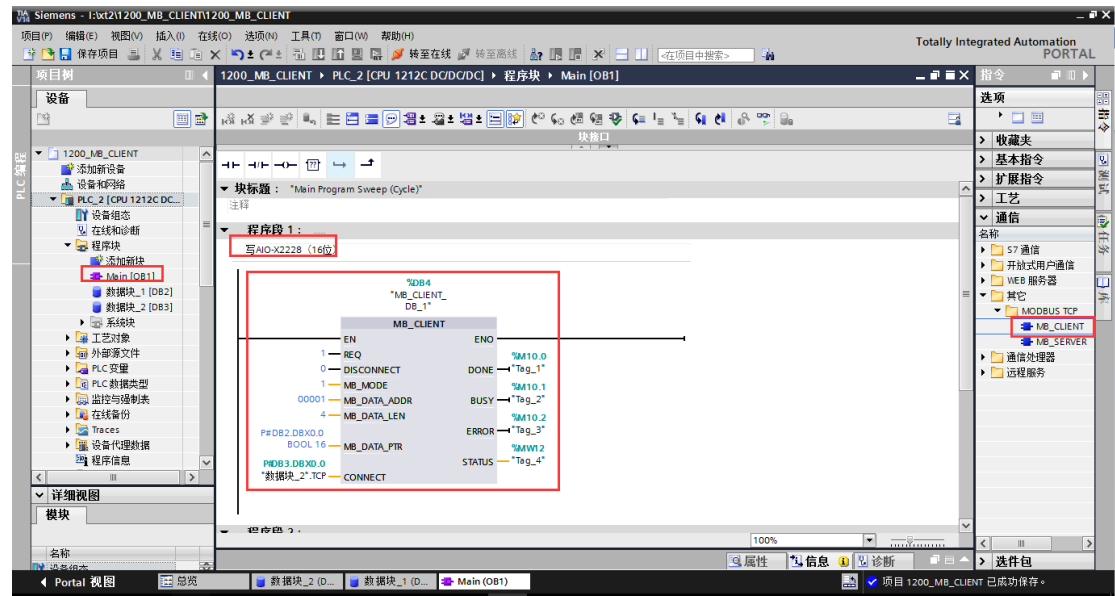 Siemens - I:\xt2\1200_MB_CLIENT\1200_MB_CLIENT
项目(P) 编辑(E) 视图(V) 插入(I) 在线(O) 选项(N) 工具(T) 窗口(W) 帮助(H)
Totally Integrated Automation
PORTAL
保存项目 转至在线 转至离线 <在项目中搜索>
项目树
1200_MB_CLIENT ▸ PLC_2 [CPU 1212C DC/DC/DC] ▸ 程序块 ▸ Main [OB1]
指令
设备
选项
块接口
PLC 编程
1200_MB_CLIENT
添加新设备
设备和网络
PLC_2 [CPU 1212C DC...
设备组态
在线和诊断
程序块
添加新块
Main [OB1]
数据块_1 [DB2]
数据块_2 [DB3]
系统块
工艺对象
外部源文件
PLC 变量
PLC 数据类型
监控与强制表
在线备份
Traces
设备代理数据
程序信息
详细视图
模块
名称
设备组态
块标题： "Main Program Sweep (Cycle)"
注释
程序段 1： ....
写AIO-X2228（16位）
%DB4
"MB_CLIENT_
DB_1"
MB_CLIENT
EN ENO
1 REQ
%M10.0
0 DISCONNECT DONE "Tag_1"
1 MB_MODE
%M10.1
00001 MB_DATA_ADDR BUSY "Tag_2"
4 MB_DATA_LEN
%M10.2
ERROR "Tag_3"
P#DB2.DBX0.0
BOOL 16 MB_DATA_PTR
%MW12
STATUS "Tag_4"
P#DB3.DBX0.0
"数据块_2".TCP CONNECT
程序段 2：
100%
属性 信息 诊断
收藏夹
基本指令
扩展指令
工艺
通信
名称
S7 通信
开放式用户通信
WEB 服务器
其它
MODBUS TCP
MB_CLIENT
MB_SERVER
通信处理器
远程服务
选件包
任务
库
Portal 视图 总览 数据块_2 (D... 数据块_1 (D... Main (OB1)
项目 1200_MB_CLIENT 已成功保存。